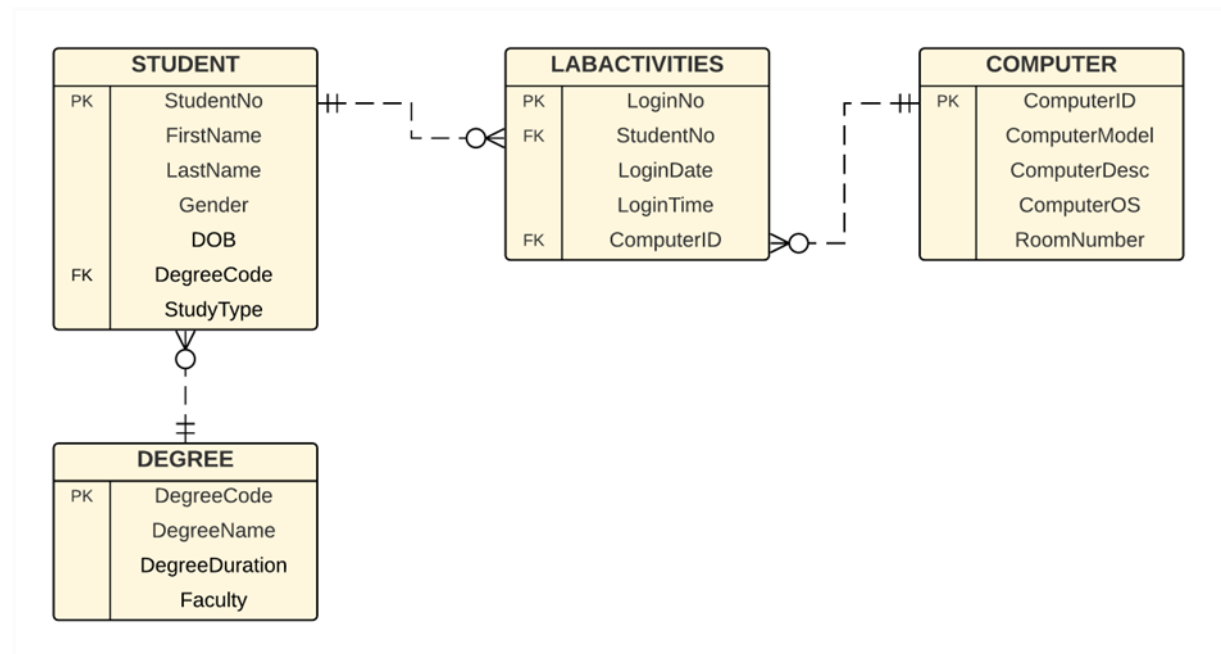 STUDENT
PK StudentNo
FirstName
LastName
Gender
DOB
FK DegreeCode
StudyType
LABACTIVITIES
PK LoginNo
FK StudentNo
LoginDate
LoginTime
FK ComputerID
COMPUTER
PK ComputerID
ComputerModel
ComputerDesc
ComputerOS
RoomNumber
DEGREE
PK DegreeCode
DegreeName
DegreeDuration
Faculty